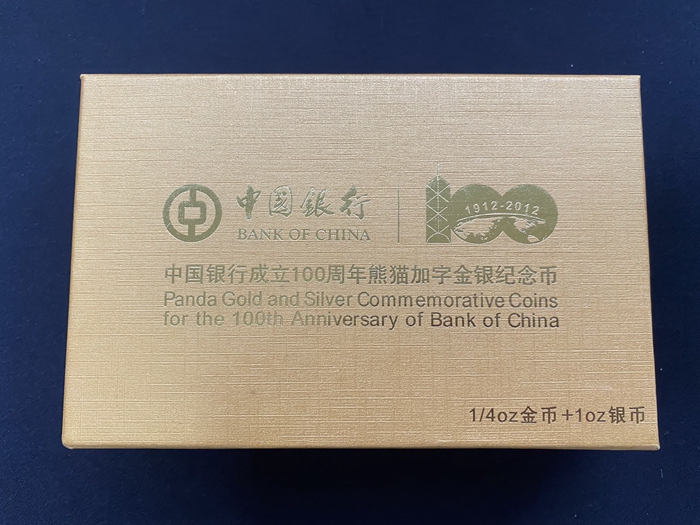 中国銀行
BANK OF CHINA
100
1912-2012
中国银行成立100周年熊猫加字金银纪念币
Panda Gold and Silver Commemorative Coins
for the 100th Anniversary of Bank of China
1/4oz金币+1oz银币